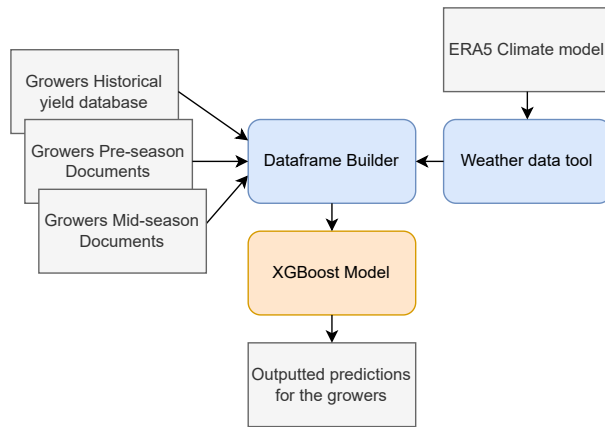 Growers Historical
yield database
Growers Pre-season
Documents
Growers Mid-season
Documents
Dataframe Builder
ERA5 Climate model
Weather data tool
XGBoost Model
Outputted predictions
for the growers